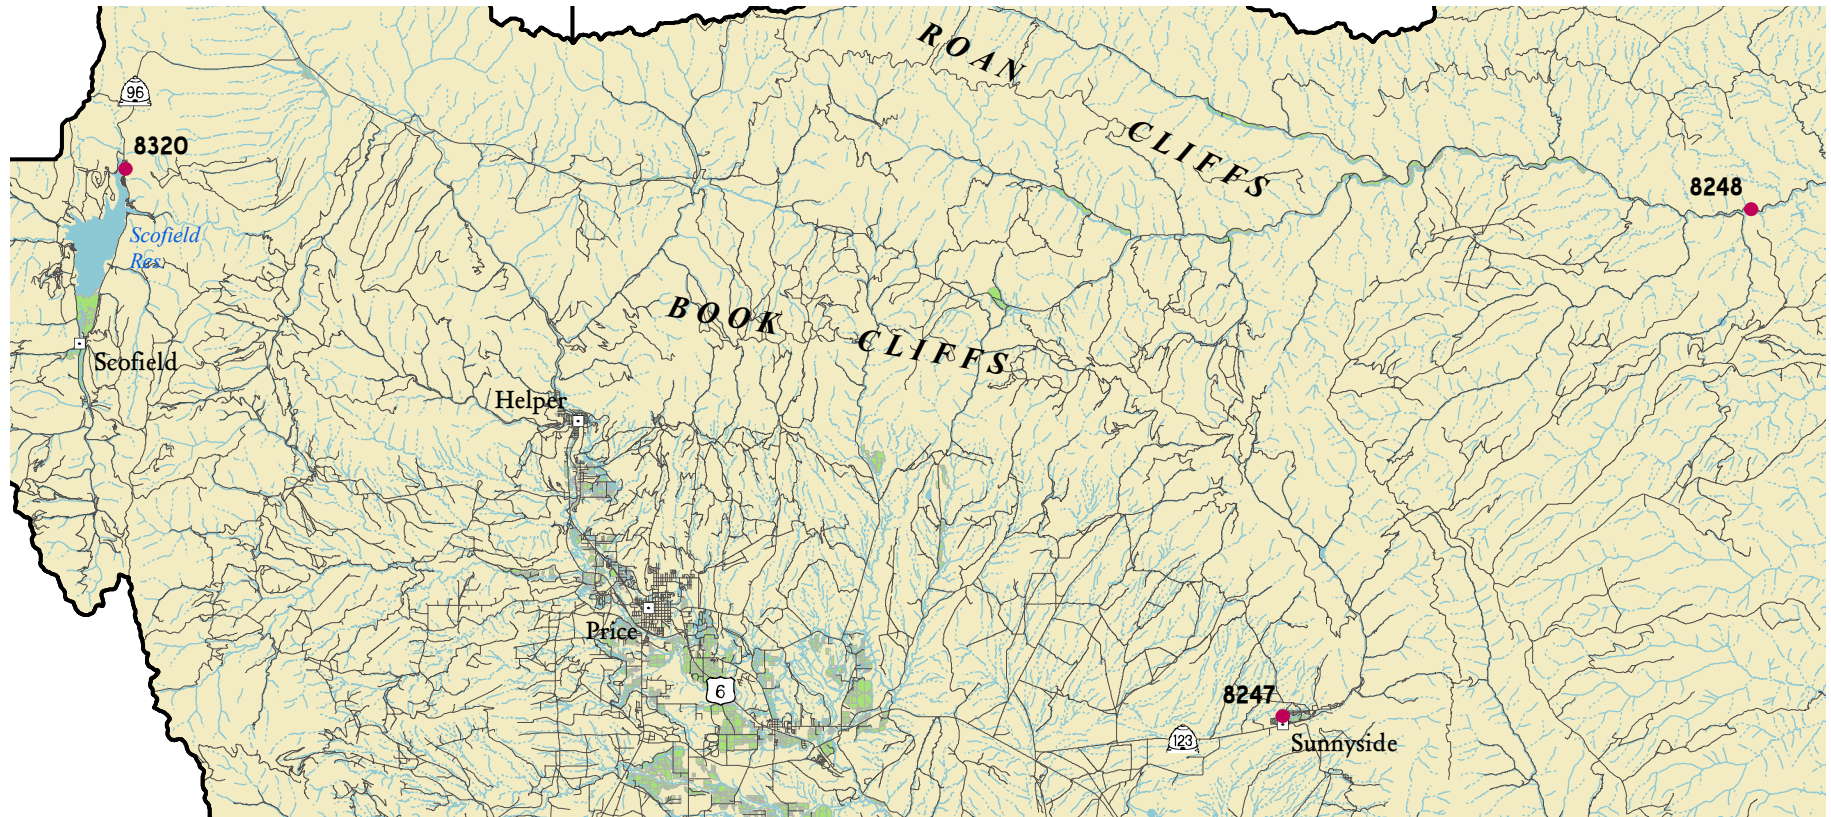 ROAN
CLIFFS
96
8320
8248
Scofield
Res.
BOOK
CLIFFS
Scofield
Helper
Price
6
8247
123
Sunnyside